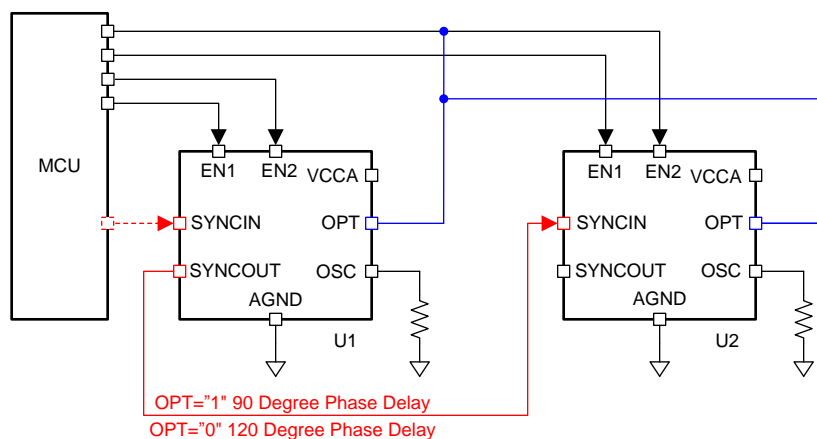 MCU
EN1
EN2
VCCA
SYNCIN
OPT
SYNCOUT
OSC
AGND
U1
EN1
EN2
VCCA
SYNCIN
OPT
SYNCOUT
OSC
AGND
U2
OPT="1" 90 Degree Phase Delay
OPT="0" 120 Degree Phase Delay